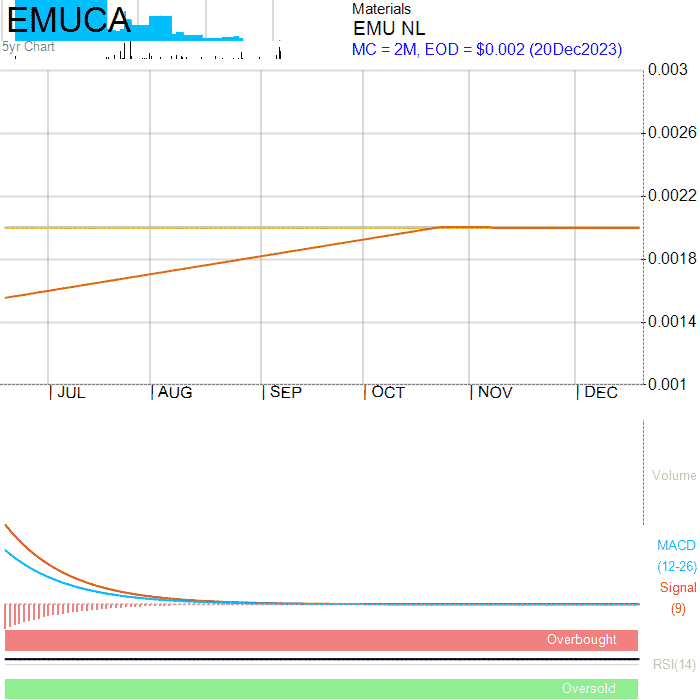 EMUCA
5yr Chart
Materials
EMU NL
MC = 2M, EOD = $0.002 (20Dec2023)
0.003
0.0026
0.0022
0.0018
0.0014
0.001
JUL
AUG
SEP
OCT
NOV
DEC
Volume
MACD
(12-26)
Signal
(9)
Overbought
RSI(14)
Oversold